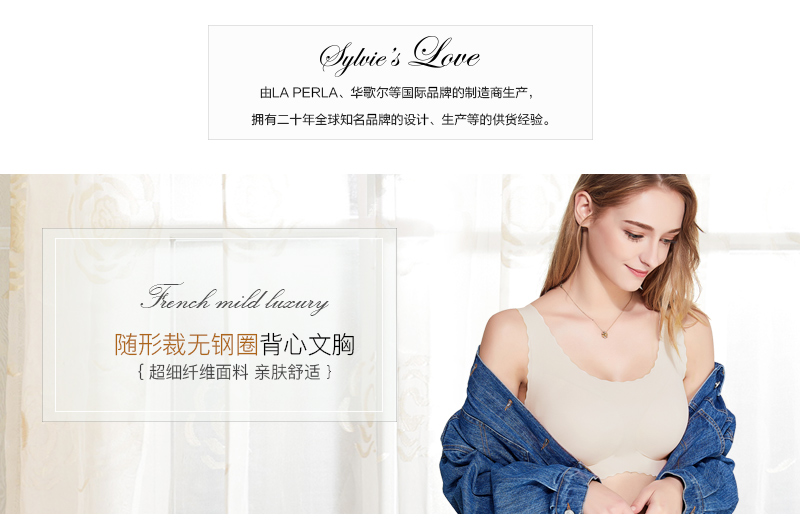 Sylvie's Love
由LA PERLA、华歌尔等国际品牌的制造商生产，
拥有二十年全球知名品牌的设计、生产等的供货经验。
French mild luxury
随形裁无钢圈背心文胸
{ 超细纤维面料 亲肤舒适 }